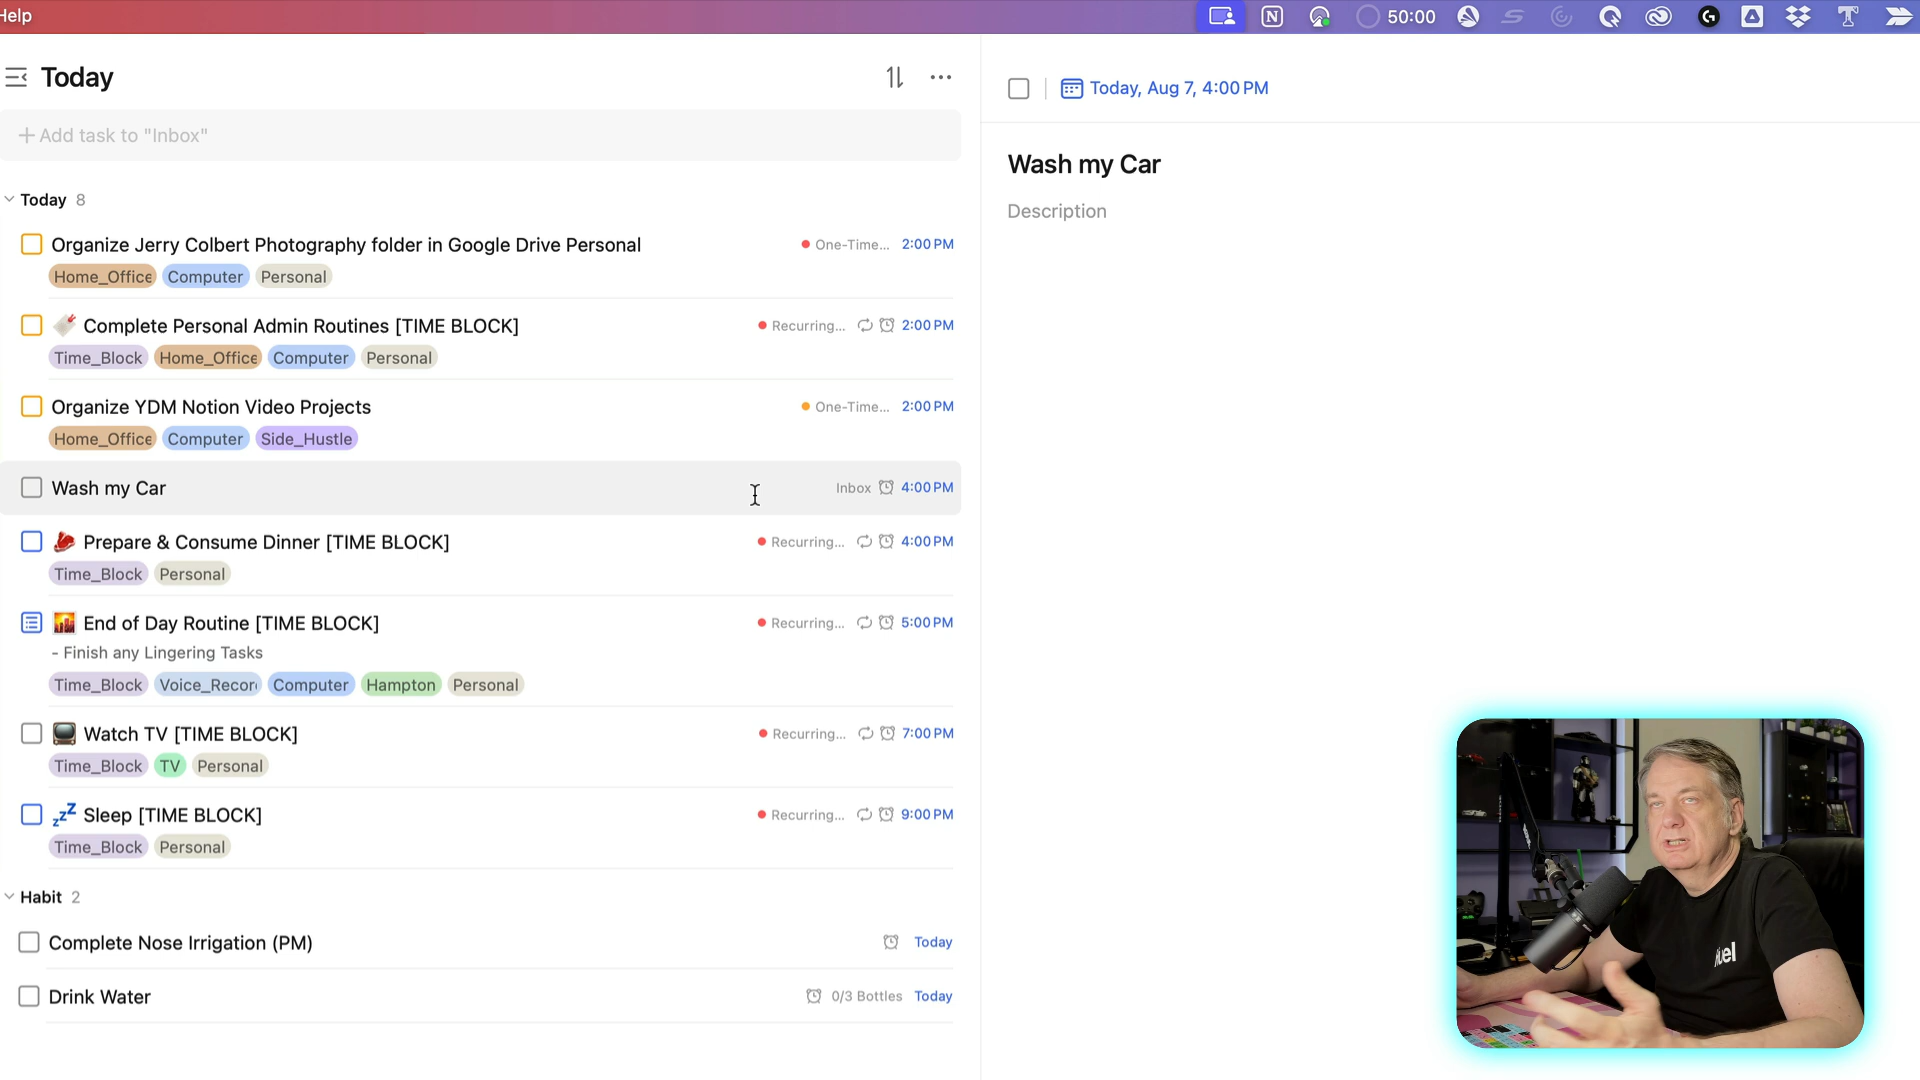 Help
50:00
Today
Today, Aug 7, 4:00 PM
+ Add task to "Inbox"
Wash my Car
Description
Today 8
Organize Jerry Colbert Photography folder in Google Drive Personal
One-Time... 2:00 PM
Home_Office Computer Personal
Complete Personal Admin Routines [TIME BLOCK]
Recurring... 2:00 PM
Time_Block Home_Office Computer Personal
Organize YDM Notion Video Projects
One-Time... 2:00 PM
Home_Office Computer Side_Hustle
Wash my Car
Inbox 4:00 PM
Prepare & Consume Dinner [TIME BLOCK]
Recurring... 4:00 PM
Time_Block Personal
End of Day Routine [TIME BLOCK]
Recurring... 5:00 PM
- Finish any Lingering Tasks
Time_Block Voice_Recor Computer Hampton Personal
Watch TV [TIME BLOCK]
Recurring... 7:00 PM
Time_Block TV Personal
Sleep [TIME BLOCK]
Recurring... 9:00 PM
Time_Block Personal
Habit 2
Complete Nose Irrigation (PM)
Today
Drink Water
0/3 Bottles Today